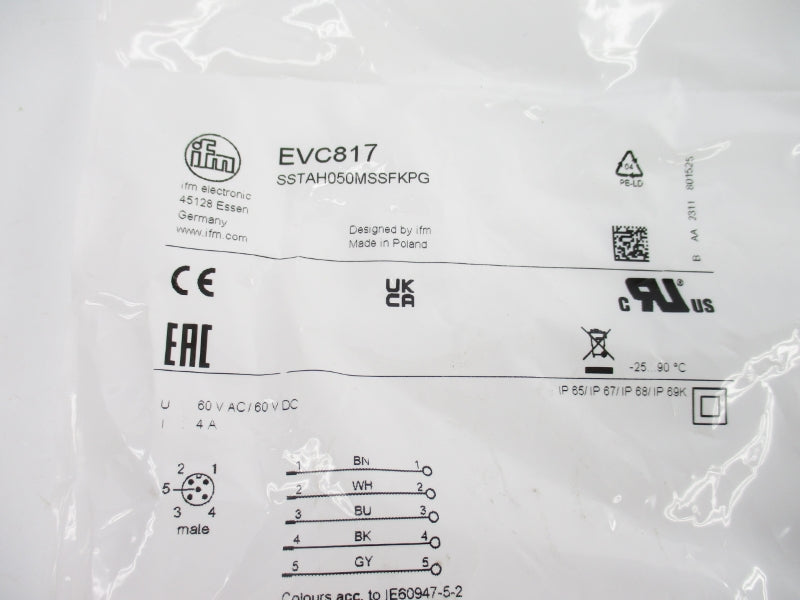 ifm
ifm electronic
45128 Essen
Germany
www.ifm.com
EVC817
SSTAH050MSSFKPG
Designed by ifm
Made in Poland
04
PE-LD
B AA 2311 801525
CE
UK
CA
c RU ® US
EAC
-25...90 °C
U : 60 V AC/60 V DC
I : 4 A
IP 65/ IP 67/ IP 68/ IP 69K
2 1
5
3 4
male
1 BN 1
2 WH 2
3 BU 3
4 BK 4
5 GY 5
Colours acc. to IE60947-5-2